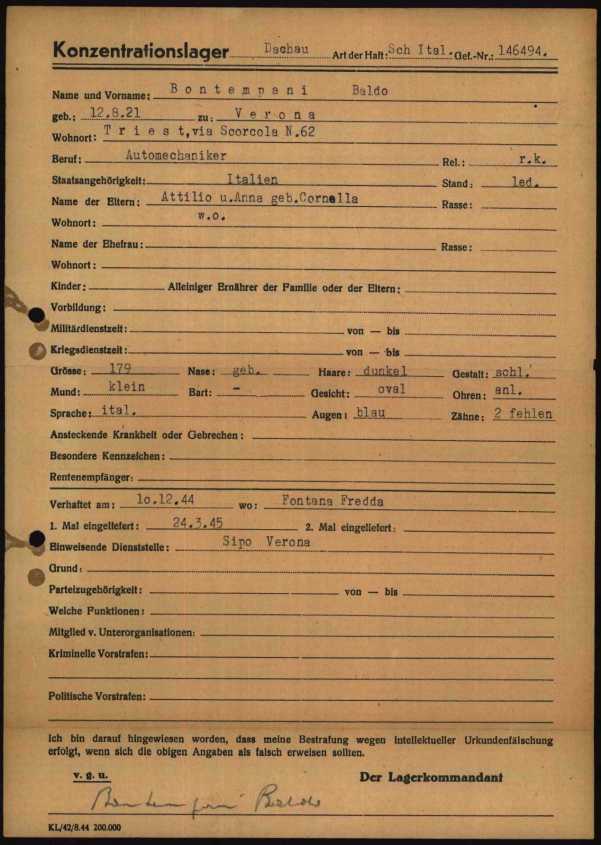 Konzentrationslager Dachau Art der Haft: Sch Ital. Gef.-Nr.: 146494.
Name und Vorname: Bontempani Baldo
geb.: 12.8.21 zu: Verona
Wohnort: Triest, via Scorcola N.62
Beruf: Automechaniker Rel.: r.k.
Staatsangehörigkeit: Italien Stand: led.
Name der Eltern: Attilio u.Anna geb.Cornella Rasse:
Wohnort: w.o.
Name der Ehefrau: Rasse:
Wohnort:
Kinder: Alleiniger Ernährer der Familie oder der Eltern:
Vorbildung:
Militärdienstzeit: von — bis
Kriegsdienstzeit: von — bis
Grösse: 179 Nase: geb. Haare: dunkel Gestalt: schl.
Mund: klein Bart: - Gesicht: oval Ohren: anl.
Sprache: ital. Augen: blau Zähne: 2 fehlen
Ansteckende Krankheit oder Gebrechen:
Besondere Kennzeichen:
Rentenempfänger:
Verhaftet am: 10.12.44 wo: Fontana Fredda
1. Mal eingeliefert: 24.3.45 2. Mal eingeliefert:
Einweisende Dienststelle: Sipo Verona
Grund:
Parteizugehörigkeit: von — bis
Welche Funktionen:
Mitglied v. Unterorganisationen:
Kriminelle Vorstrafen:
Politische Vorstrafen:
Ich bin darauf hingewiesen worden, dass meine Bestrafung wegen intellektueller Urkundenfälschung
erfolgt, wenn sich die obigen Angaben als falsch erweisen sollten.
v. g. u. Der Lagerkommandant
Bontempani Baldo
KL/42/8.44 200.000